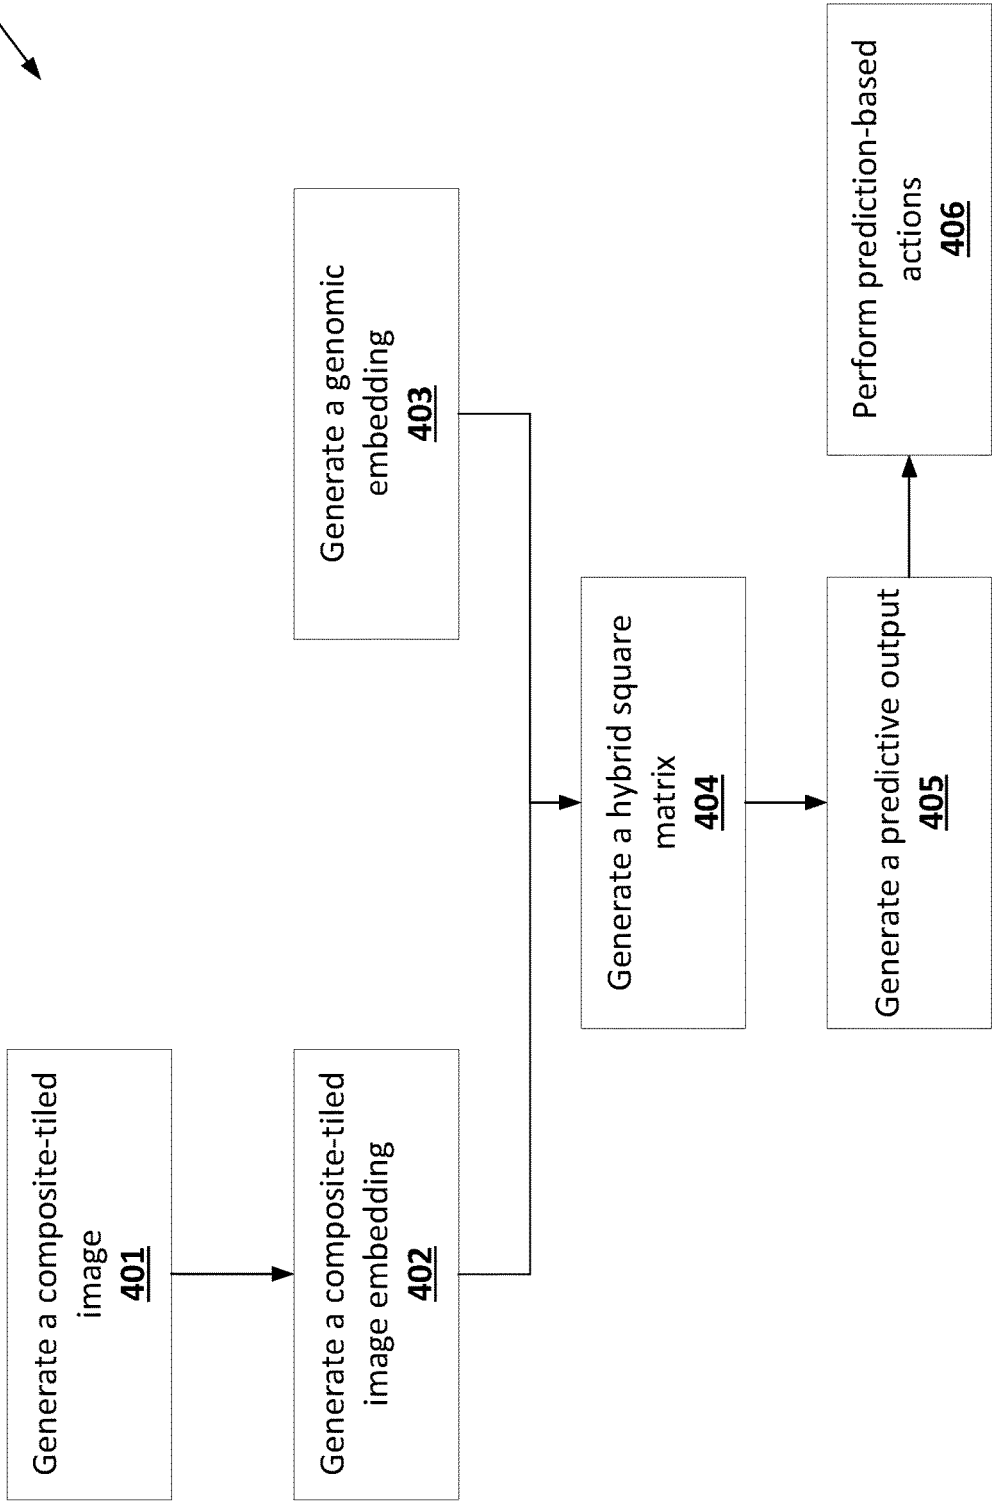 Generate a composite-tiled
image
401
Generate a composite-tiled
image embedding
402
Generate a genomic
embedding
403
Generate a hybrid square
matrix
404
Generate a predictive output
405
Perform prediction-based
actions
406